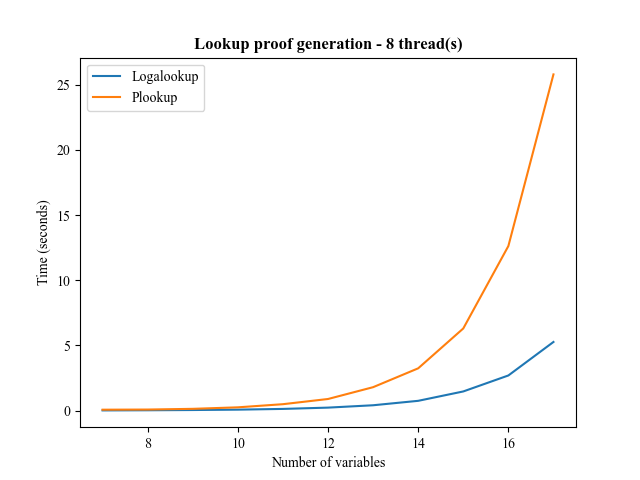 Lookup proof generation - 8 thread(s)
Logalookup
Plookup
25
20
15
10
5
0
Time (seconds)
8
10
12
14
16
Number of variables